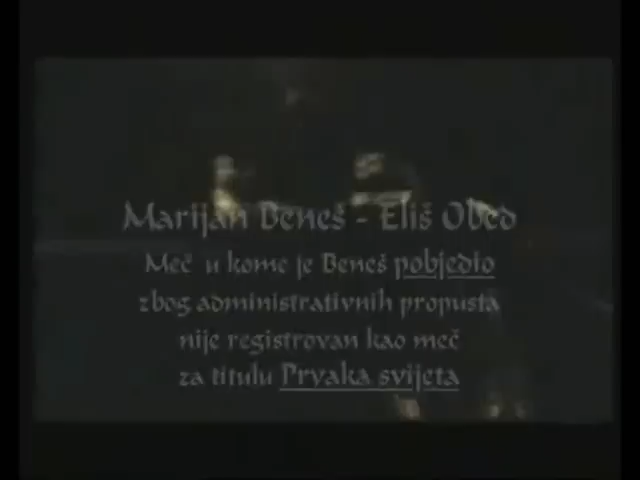 Marijan Beneš - Eliš Obed
Meč u kome je Beneš pobjedio
zbog administrativnih propusta
nije registrovan kao meč
za titulu Prvaka svijeta